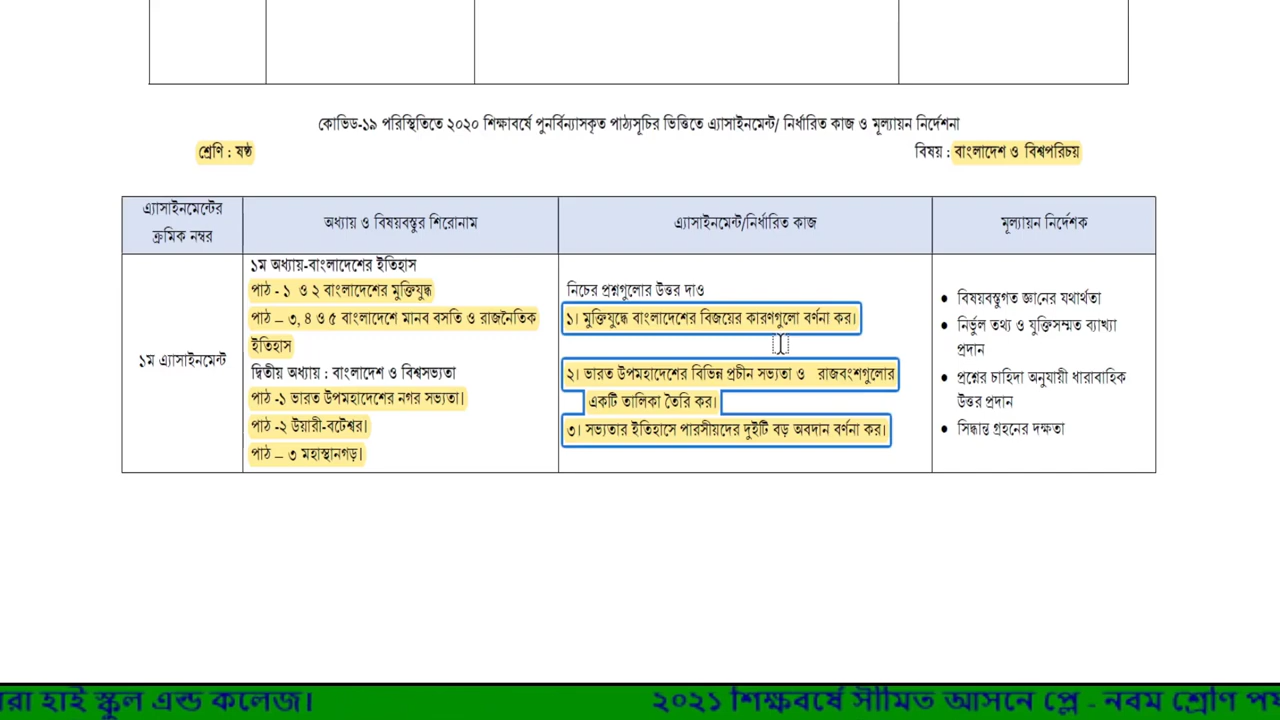 কোভিড-১৯ পরিস্থিতিতে ২০২০ শিক্ষাবর্ষে পুনর্বিন্যাসকৃত পাঠ্যসূচির ভিত্তিতে এ্যাসাইনমেন্ট/ নির্ধারিত কাজ ও মূল্যায়ন নির্দেশনা
শ্রেণি : ষষ্ঠ
বিষয় : বাংলাদেশ ও বিশ্বপরিচয়
এ্যাসাইনমেন্টের
ক্রমিক নম্বর
অধ্যায় ও বিষয়বস্তুর শিরোনাম
এ্যাসাইনমেন্ট/নির্ধারিত কাজ
মূল্যায়ন নির্দেশক
১ম এ্যাসাইনমেন্ট
১ম অধ্যায়-বাংলাদেশের ইতিহাস
পাঠ - ১ ও ২ বাংলাদেশের মুক্তিযুদ্ধ
পাঠ – ৩, ৪ ও ৫ বাংলাদেশে মানব বসতি ও রাজনৈতিক
ইতিহাস
দ্বিতীয় অধ্যায় : বাংলাদেশ ও বিশ্বসভ্যতা
পাঠ -১ ভারত উপমহাদেশের নগর সভ্যতা।
পাঠ -২ উয়ারী-বটেশ্বর।
পাঠ – ৩ মহাস্থানগড়।
নিচের প্রশ্নগুলোর উত্তর দাও
১। মুক্তিযুদ্ধে বাংলাদেশের বিজয়ের কারণগুলো বর্ণনা কর।
২। ভারত উপমহাদেশের বিভিন্ন প্রচীন সভ্যতা ও রাজবংশগুলোর
একটি তালিকা তৈরি কর।
৩। সভ্যতার ইতিহাসে পারসীয়দের দুইটি বড় অবদান বর্ণনা কর।
● বিষয়বস্তুগত জ্ঞানের যথার্থতা
● নির্ভুল তথ্য ও যুক্তিসম্মত ব্যাখ্যা
প্রদান
● প্রশ্নের চাহিদা অনুযায়ী ধারাবাহিক
উত্তর প্রদান
● সিদ্ধান্ত গ্রহনের দক্ষতা
রা হাই স্কুল এন্ড কলেজ। ২০২১ শিক্ষবর্ষে সীমিত আসনে প্লে - নবম শ্রেণি পর্য